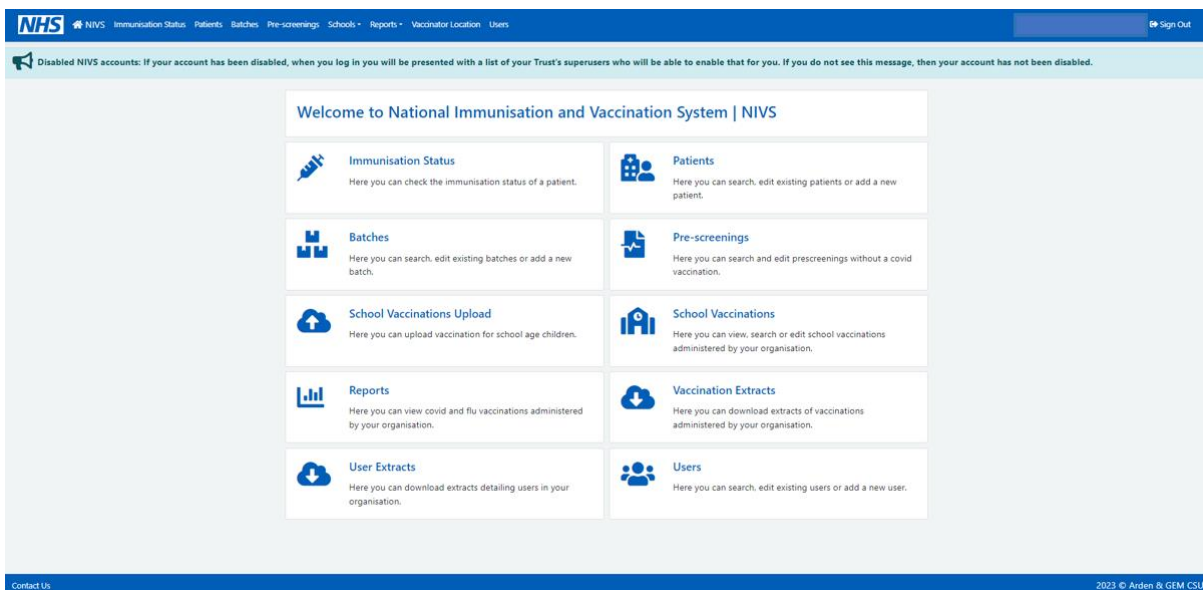 NHS NIVS Immunisation Status Patients Batches Pre-screenings Schools Reports Vaccinator Location Users Sign Out
Disabled NIVS accounts: If your account has been disabled, when you log in you will be presented with a list of your Trust's superusers who will be able to enable that for you. If you do not see this message, then your account has not been disabled.
Welcome to National Immunisation and Vaccination System | NIVS
Immunisation Status
Here you can check the immunisation status of a patient.
Patients
Here you can search, edit existing patients or add a new
patient.
Batches
Here you can search, edit existing batches or add a new
batch.
Pre-screenings
Here you can search and edit prescreenings without a covid
vaccination.
School Vaccinations Upload
Here you can upload vaccination for school age children.
School Vaccinations
Here you can view, search or edit school vaccinations
administered by your organisation.
Reports
Here you can view covid and flu vaccinations administered
by your organisation.
Vaccination Extracts
Here you can download extracts of vaccinations
administered by your organisation.
User Extracts
Here you can download extracts detailing users in your
organisation.
Users
Here you can search, edit existing users or add a new user.
Contact Us 2023 © Arden & GEM CSU